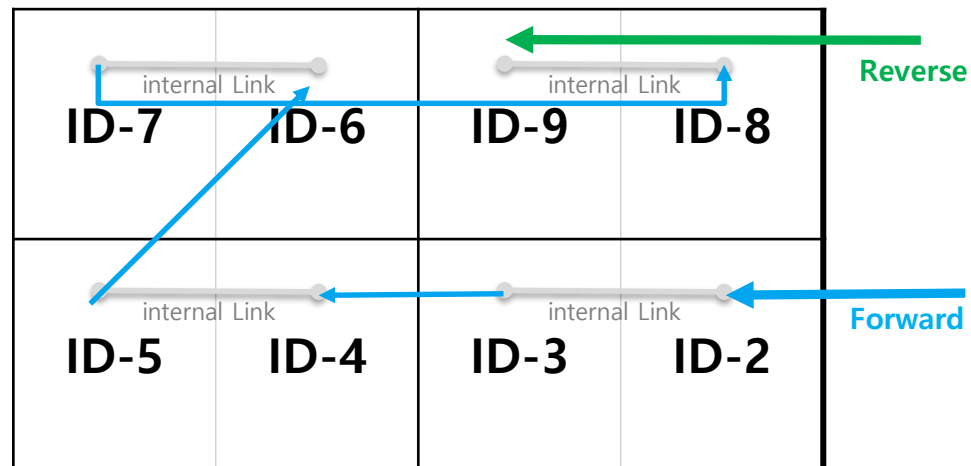 Reverse
internal Link
internal Link
ID-7
ID-6
ID-9
ID-8
internal Link
internal Link
Forward
ID-5
ID-4
ID-3
ID-2